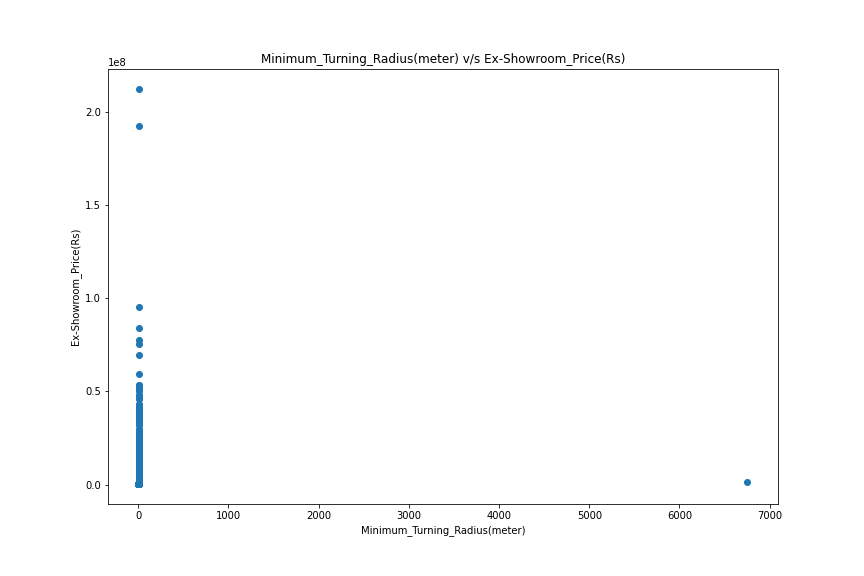 Minimum_Turning_Radius(meter) v/s Ex-Showroom_Price(Rs)
1e8
2.0
1.5
1.0
0.5
0.0
Ex-Showroom_Price(Rs)
0 1000 2000 3000 4000 5000 6000 7000
Minimum_Turning_Radius(meter)